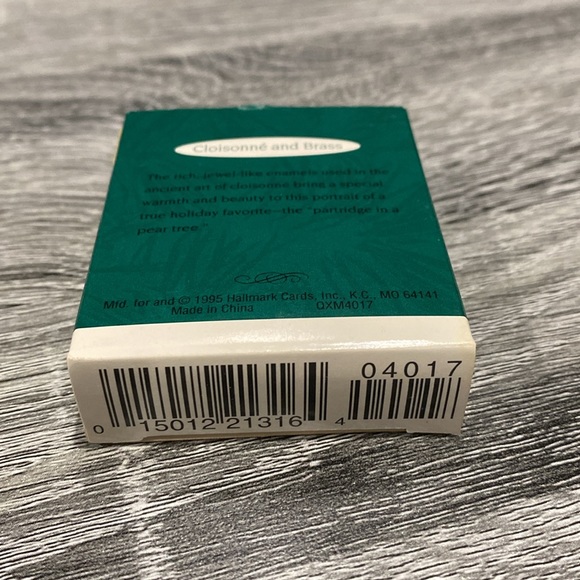 Cloisonné and Brass
The rich, jewel-like enamels used in the
ancient art of cloisonné bring a special
warmth and beauty to this portrait of a
true holiday favorite—the "partridge in a
pear tree."
Mfd. for and © 1995 Hallmark Cards, Inc., K.C., MO 64141
Made in China QXM4017
04017
0 15012 21316 4